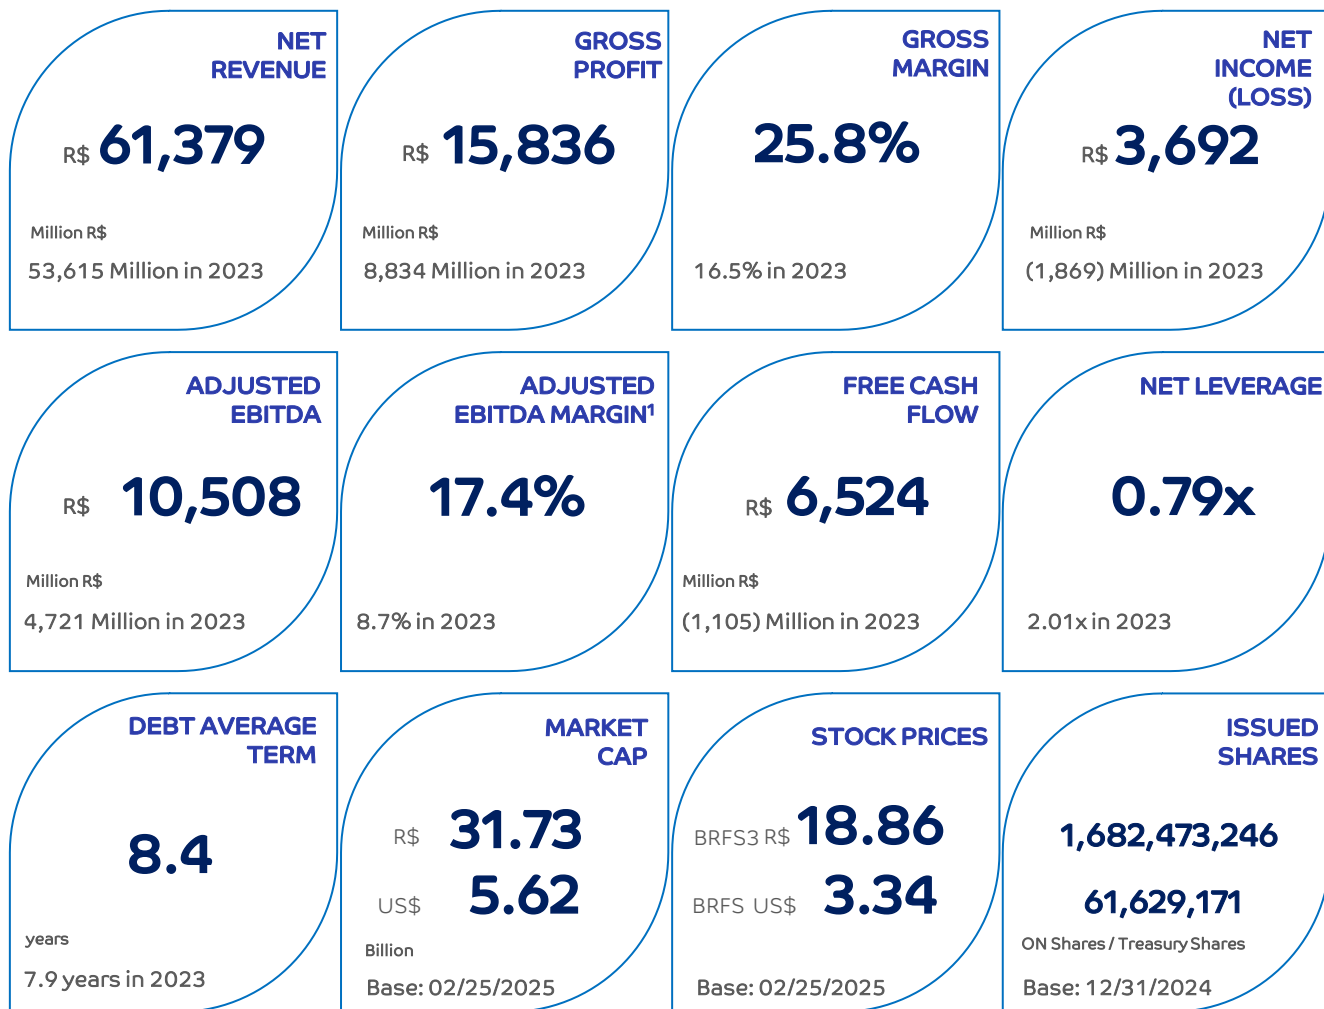 NET
REVENUE
R$ 61,379
Million R$
53,615 Million in 2023
GROSS
PROFIT
R$ 15,836
Million R$
8,834 Million in 2023
GROSS
MARGIN
25.8%
16.5% in 2023
NET
INCOME
(LOSS)
R$ 3,692
Million R$
(1,869) Million in 2023
ADJUSTED
EBITDA
R$ 10,508
Million R$
4,721 Million in 2023
ADJUSTED
EBITDA MARGIN¹
17.4%
8.7% in 2023
FREE CASH
FLOW
R$ 6,524
Million R$
(1,105) Million in 2023
NET LEVERAGE
0.79x
2.01x in 2023
DEBT AVERAGE
TERM
8.4
years
7.9 years in 2023
MARKET
CAP
R$ 31.73
US$ 5.62
Billion
Base: 02/25/2025
STOCK PRICES
BRFS3 R$ 18.86
BRFS US$ 3.34
Base: 02/25/2025
ISSUED
SHARES
1,682,473,246
61,629,171
ON Shares / Treasury Shares
Base: 12/31/2024